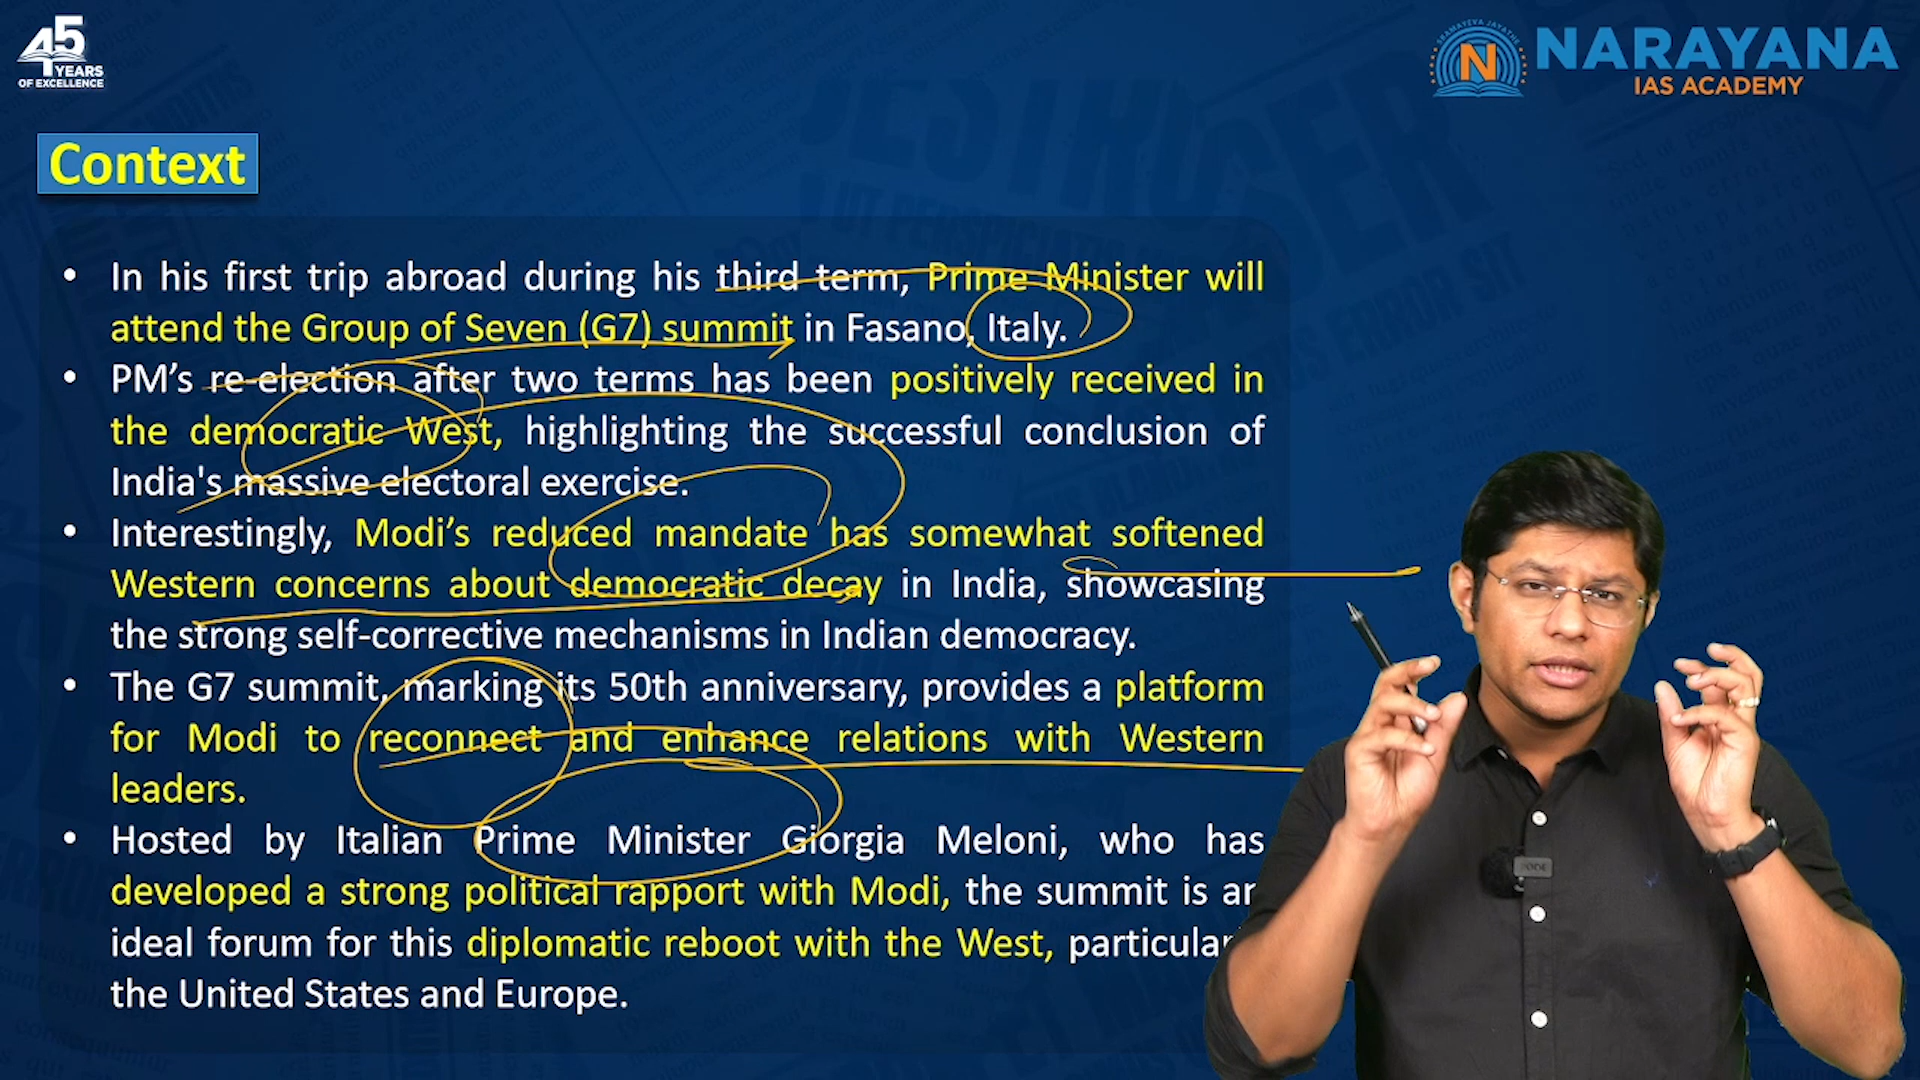 45
YEARS
OF EXCELLENCE
NARAYANA
IAS ACADEMY
Context
• In his first trip abroad during his third term, Prime Minister will
attend the Group of Seven (G7) summit in Fasano, Italy.
• PM’s re-election after two terms has been positively received in
the democratic West, highlighting the successful conclusion of
India's massive electoral exercise.
• Interestingly, Modi’s reduced mandate has somewhat softened
Western concerns about democratic decay in India, showcasing
the strong self-corrective mechanisms in Indian democracy.
• The G7 summit, marking its 50th anniversary, provides a platform
for Modi to reconnect and enhance relations with Western
leaders.
• Hosted by Italian Prime Minister Giorgia Meloni, who has
developed a strong political rapport with Modi, the summit is an
ideal forum for this diplomatic reboot with the West,
the United States and Europe.